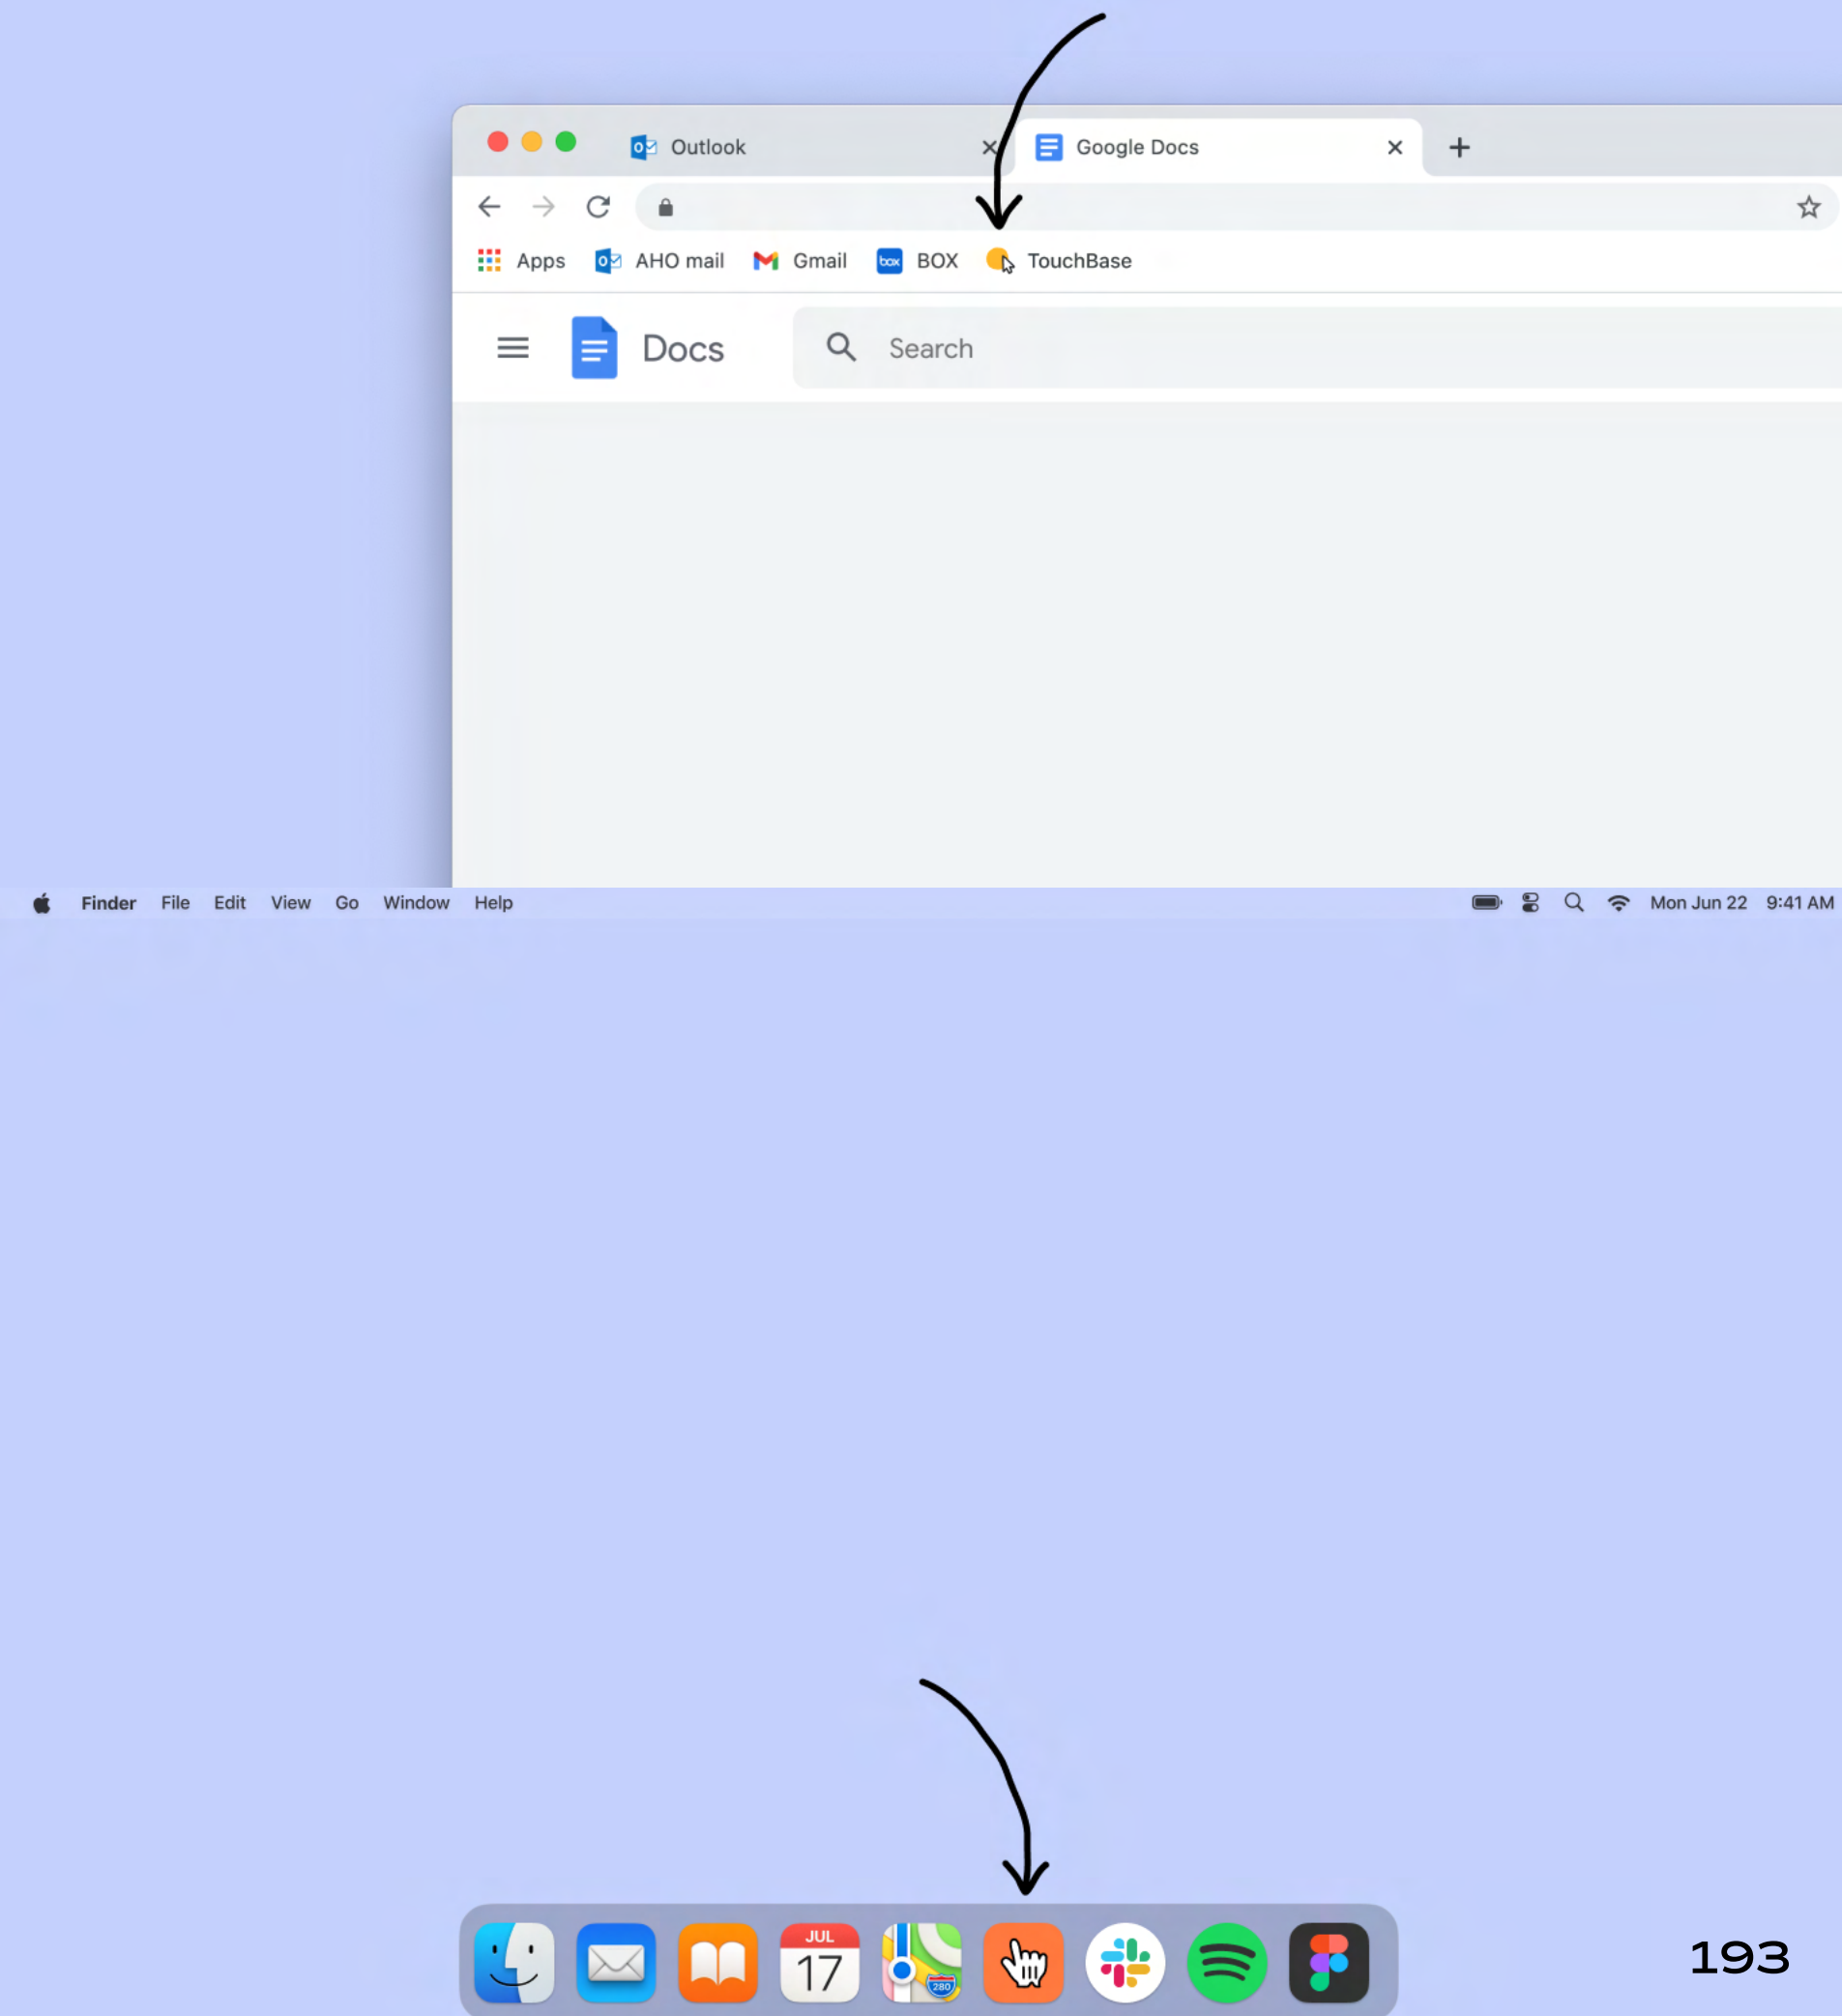 Outlook Google Docs
Apps AHO mail Gmail box BOX TouchBase
Docs Search
Finder File Edit View Go Window Help Mon Jun 22 9:41 AM
JUL
17
280
193